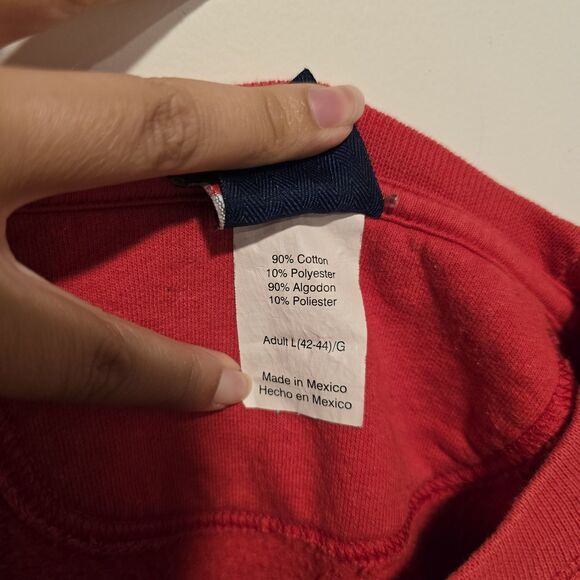 90% Cotton
10% Polyester
90% Algodon
10% Poliester
Adult L(42-44)/G
Made in Mexico
Hecho en Mexico